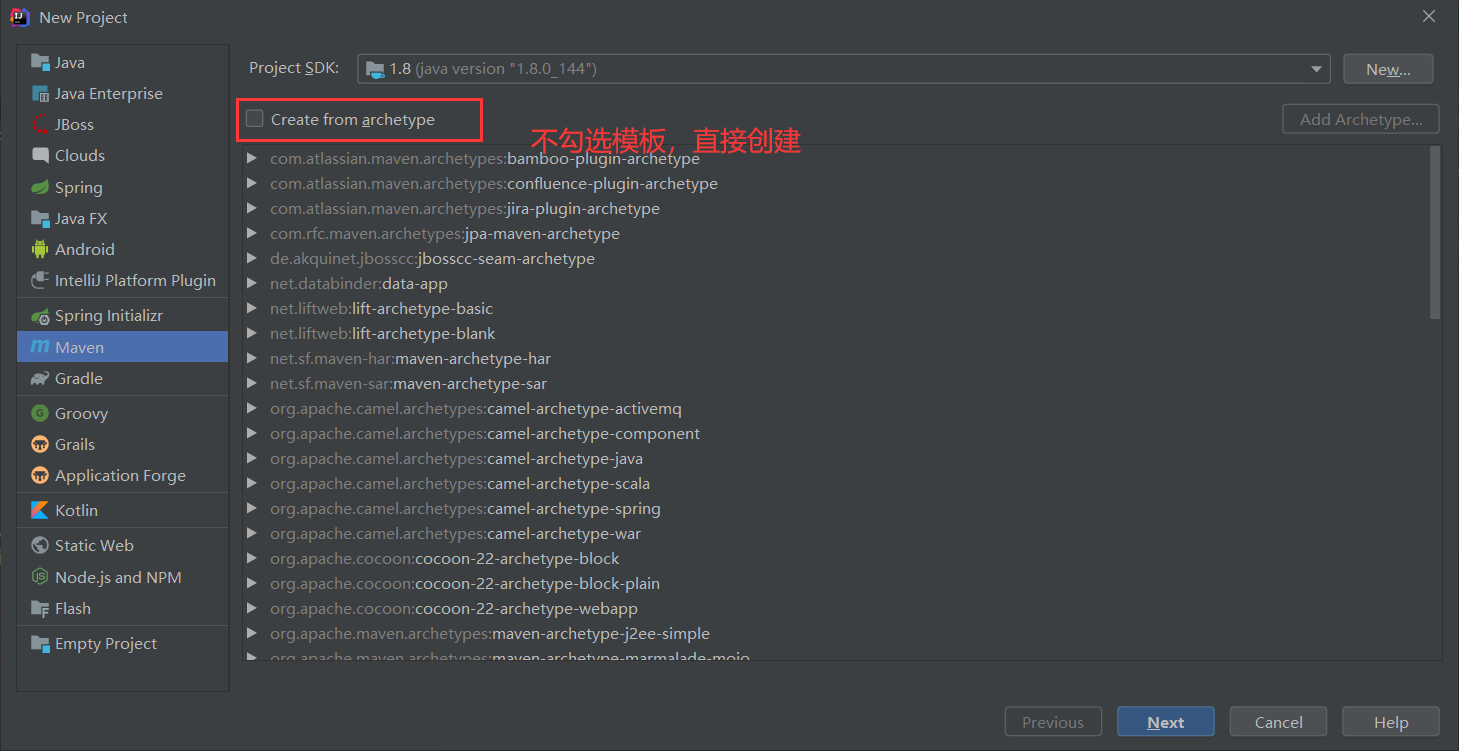 New Project
Java
Java Enterprise
JBoss
Clouds
Spring
Java FX
Android
IntelliJ Platform Plugin
Spring Initializr
Maven
Gradle
Groovy
Grails
Application Forge
Kotlin
Static Web
Node.js and NPM
Flash
Empty Project
Project SDK: 1.8 (java version "1.8.0_144") New...
Create from archetype Add Archetype...
不勾选模板，直接创建
com.atlassian.maven.archetypes:bamboo-plugin-archetype
com.atlassian.maven.archetypes:confluence-plugin-archetype
com.atlassian.maven.archetypes:jira-plugin-archetype
com.rfc.maven.archetypes:jpa-maven-archetype
de.akquinet.jbosscc:jbosscc-seam-archetype
net.databinder:data-app
net.liftweb:lift-archetype-basic
net.liftweb:lift-archetype-blank
net.sf.maven-har:maven-archetype-har
net.sf.maven-sar:maven-archetype-sar
org.apache.camel.archetypes:camel-archetype-activemq
org.apache.camel.archetypes:camel-archetype-component
org.apache.camel.archetypes:camel-archetype-java
org.apache.camel.archetypes:camel-archetype-scala
org.apache.camel.archetypes:camel-archetype-spring
org.apache.camel.archetypes:camel-archetype-war
org.apache.cocoon:cocoon-22-archetype-block
org.apache.cocoon:cocoon-22-archetype-block-plain
org.apache.cocoon:cocoon-22-archetype-webapp
org.apache.maven.archetypes:maven-archetype-j2ee-simple
org.apache.maven.archetypes:maven-archetype-marmalade-mojo
Previous Next Cancel Help